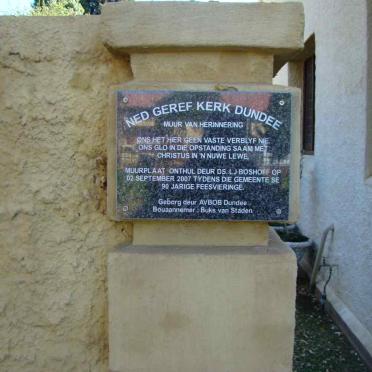 NED GEREF KERK DUNDEE
MUUR VAN HERINNERING
ONS HET HIER GEEN VASTE VERBLYF NIE
ONS GLO IN DIE OPSTANDING SAAM MET
CHRISTUS IN 'N NUWE LEWE.
MUURPLAAT ONTHUL DEUR DS. L.J BOSHOFF OP
02 SEPTEMBER 2007 TYDENS DIE GEMEENTE SE
90 JARIGE FEESVIERINGE.
Geborg deur AVBOB Dundee
Bouaannemer : Buks van Staden